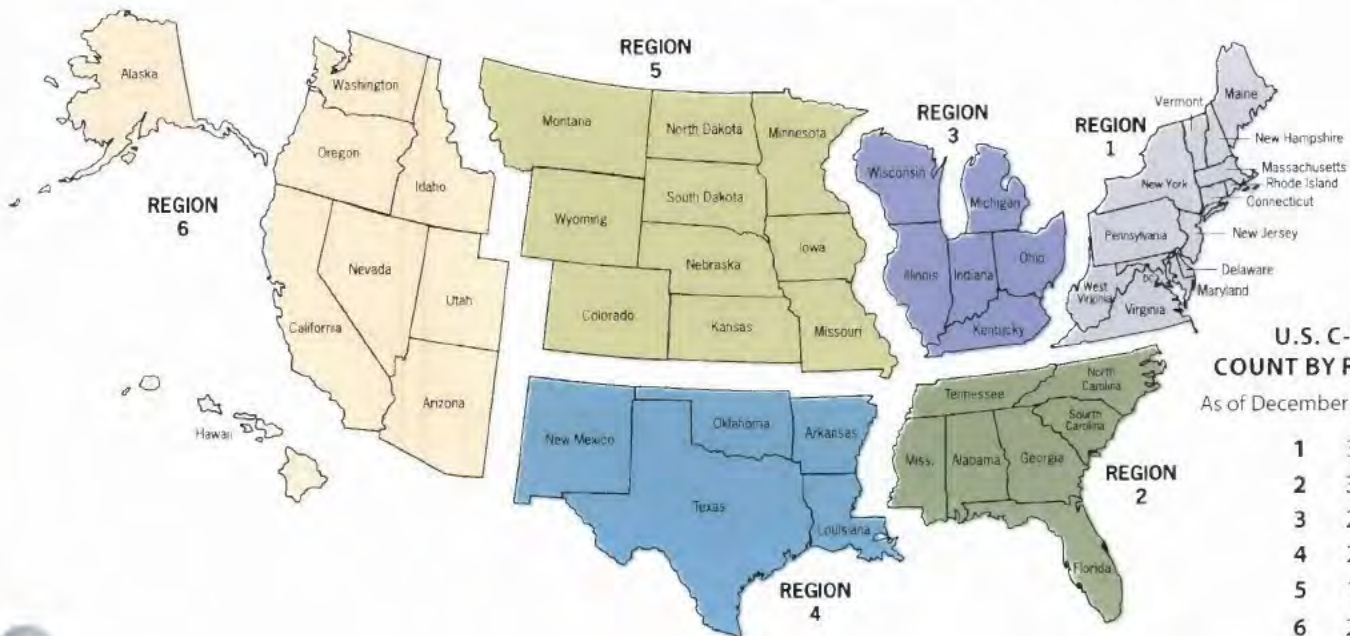 REGION
5
Alaska
Washington
Montana
North Dakota
Minnesota
REGION
3
REGION
1
Vermont
Maine
Oregon
Idaho
South Dakota
Wisconsin
Michigan
New York
New Hampshire
Massachusetts
Rhode Island
Connecticut
REGION
6
Wyoming
Iowa
Pennsylvania
New Jersey
Nevada
Utah
Nebraska
Illinois
Indiana
Ohio
Delaware
Maryland
West
Virginia
DC
Virginia
California
Colorado
Kansas
Missouri
Kentucky
U.S. C-
COUNT BY R
As of December
Arizona
Hawaii
New Mexico
Oklahoma
Arkansas
Tennessee
North
Carolina
South
Carolina
Miss.
Alabama
Georgia
REGION
2
Texas
Louisiana
Florida
REGION
4
1
2
3
4
5
6